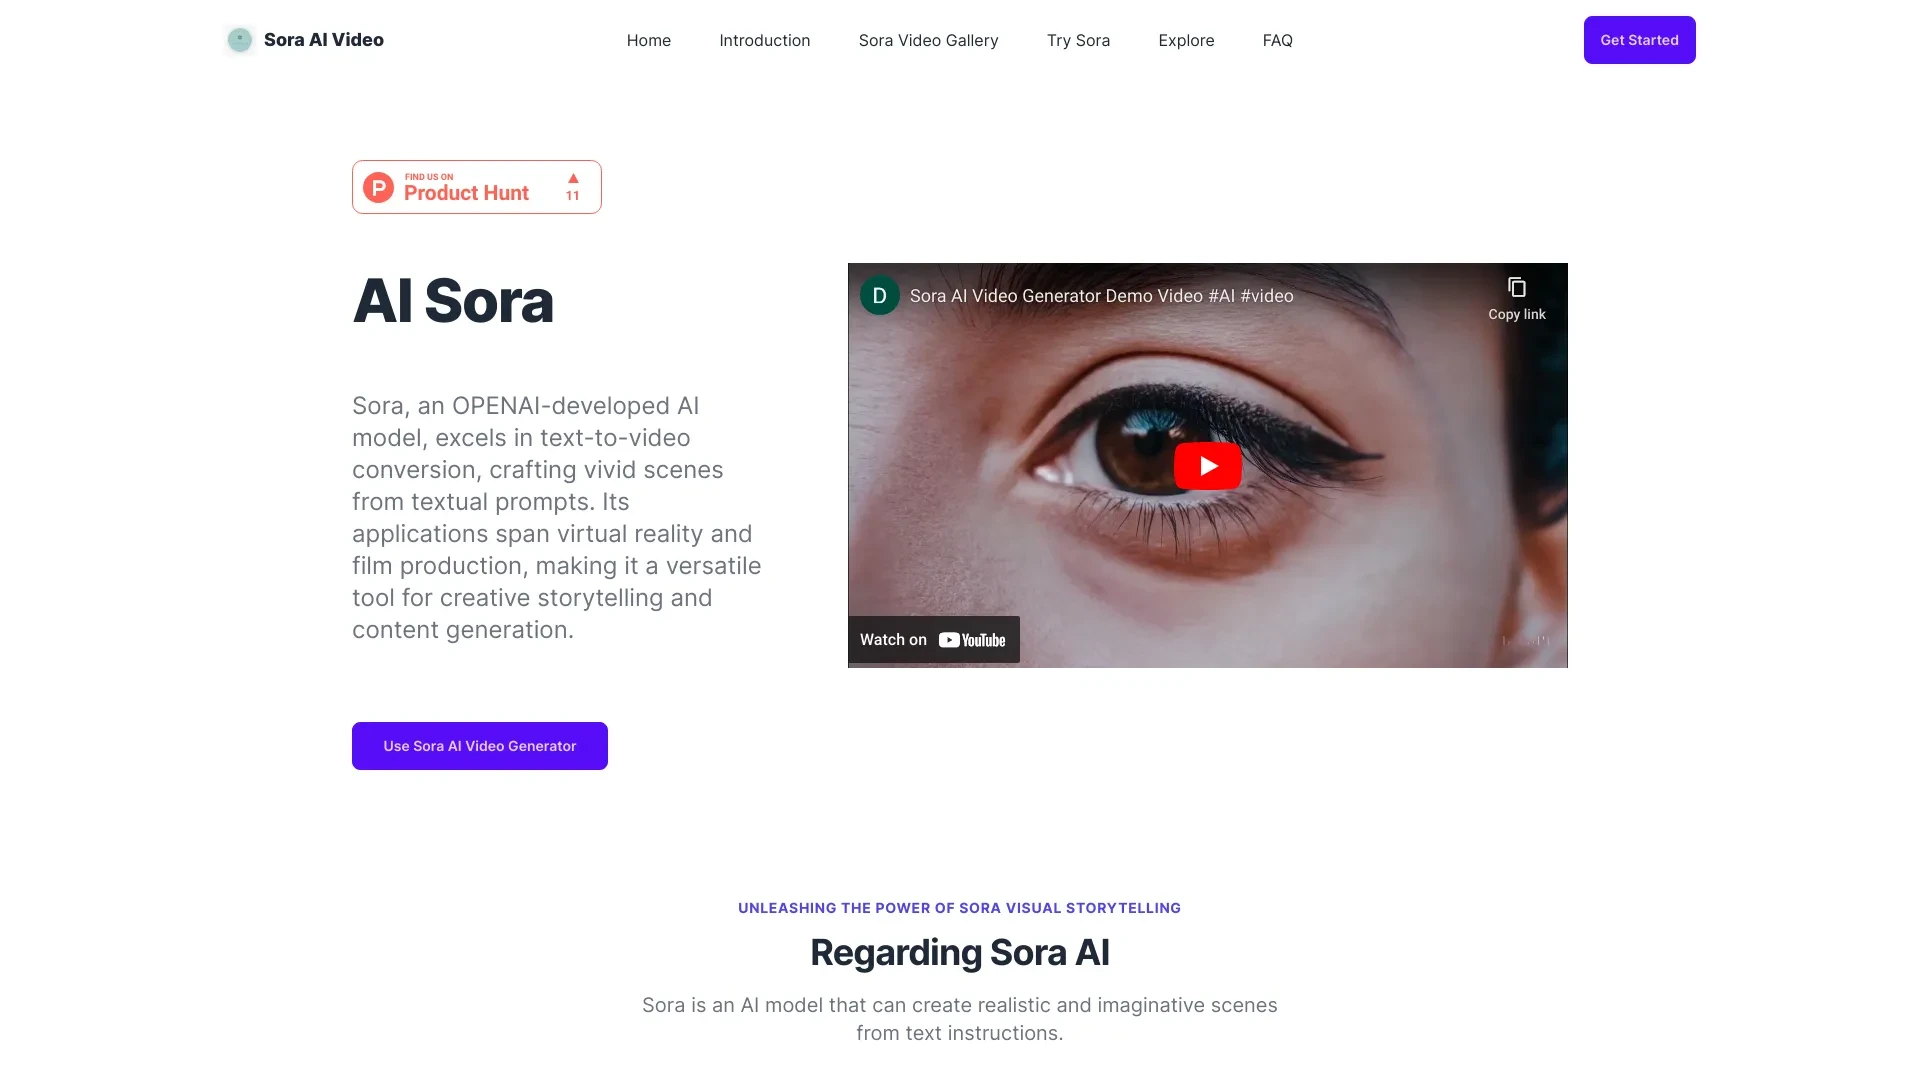 Sora AI Video
Home
Introduction
Sora Video Gallery
Try Sora
Explore
FAQ
Get Started
P
FIND US ON
Product Hunt
11
AI Sora
Sora, an OPENAI-developed AI
model, excels in text-to-video
conversion, crafting vivid scenes
from textual prompts. Its
applications span virtual reality and
film production, making it a versatile
tool for creative storytelling and
content generation.
Use Sora AI Video Generator
D
Sora AI Video Generator Demo Video #AI #video
Copy link
Watch on YouTube
UNLEASHING THE POWER OF SORA VISUAL STORYTELLING
Regarding Sora AI
Sora is an AI model that can create realistic and imaginative scenes
from text instructions.